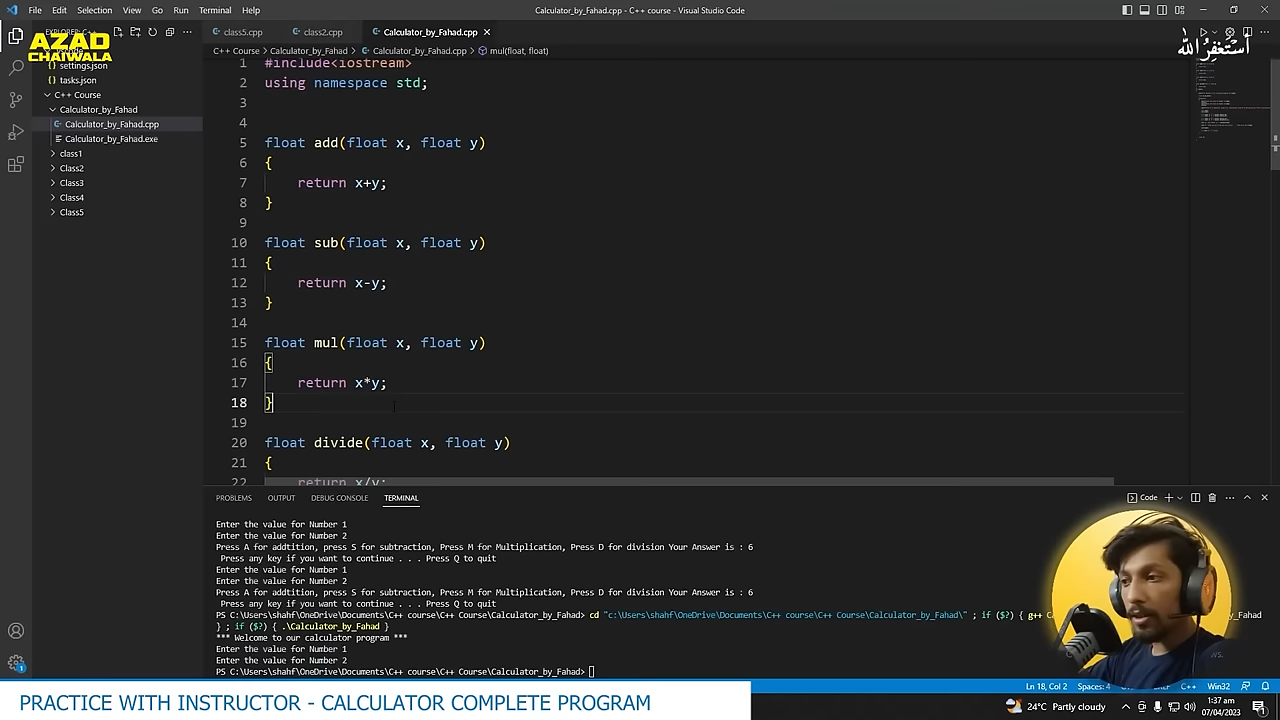 File Edit Selection View Go Run Terminal Help
Calculator_by_Fahad.cpp - C++ course - Visual Studio Code
AZAD
CHAIWALA
أستغفر الله
class5.cpp class2.cpp Calculator_by_Fahad.cpp
C++ Course > Calculator_by_Fahad > Calculator_by_Fahad.cpp > mul(float, float)
settings.json
tasks.json
C++ Course
Calculator_by_Fahad
Calculator_by_Fahad.cpp
Calculator_by_Fahad.exe
class1
Class2
Class3
Class4
Class5
1 #include<iostream>
2 using namespace std;
3
4
5 float add(float x, float y)
6 {
7 return x+y;
8 }
9
10 float sub(float x, float y)
11 {
12 return x-y;
13 }
14
15 float mul(float x, float y)
16 {
17 return x*y;
18 }
19
20 float divide(float x, float y)
21 {
22 return x/y;
PROBLEMS OUTPUT DEBUG CONSOLE TERMINAL
Code
Enter the value for Number 1
Enter the value for Number 2
Press A for addtition, press S for subtraction, Press M for Multiplication, Press D for division Your Answer is : 6
Press any key if you want to continue . . . Press Q to quit
Enter the value for Number 1
Enter the value for Number 2
Press A for addtition, press S for subtraction, Press M for Multiplication, Press D for division Your Answer is : 6
Press any key if you want to continue . . . Press Q to quit
PS C:\Users\shahf\OneDrive\Documents\C++ course\C++ Course\Calculator_by_Fahad> cd "c:\Users\shahf\OneDrive\Documents\C++ course\C++ Course\Calculator_by_Fahad\" ; if ($?) { g++
} ; if ($?) { .\Calculator_by_Fahad }
*** Welcome to our calculator program ***
Enter the value for Number 1
Enter the value for Number 2
PS C:\Users\shahf\OneDrive\Documents\C++ course\C++ Course\Calculator_by_Fahad>
Ln 18, Col 2 Spaces: 4 C++ Win32
PRACTICE WITH INSTRUCTOR - CALCULATOR COMPLETE PROGRAM
24°C Partly cloudy
1:37 am
07/04/2023